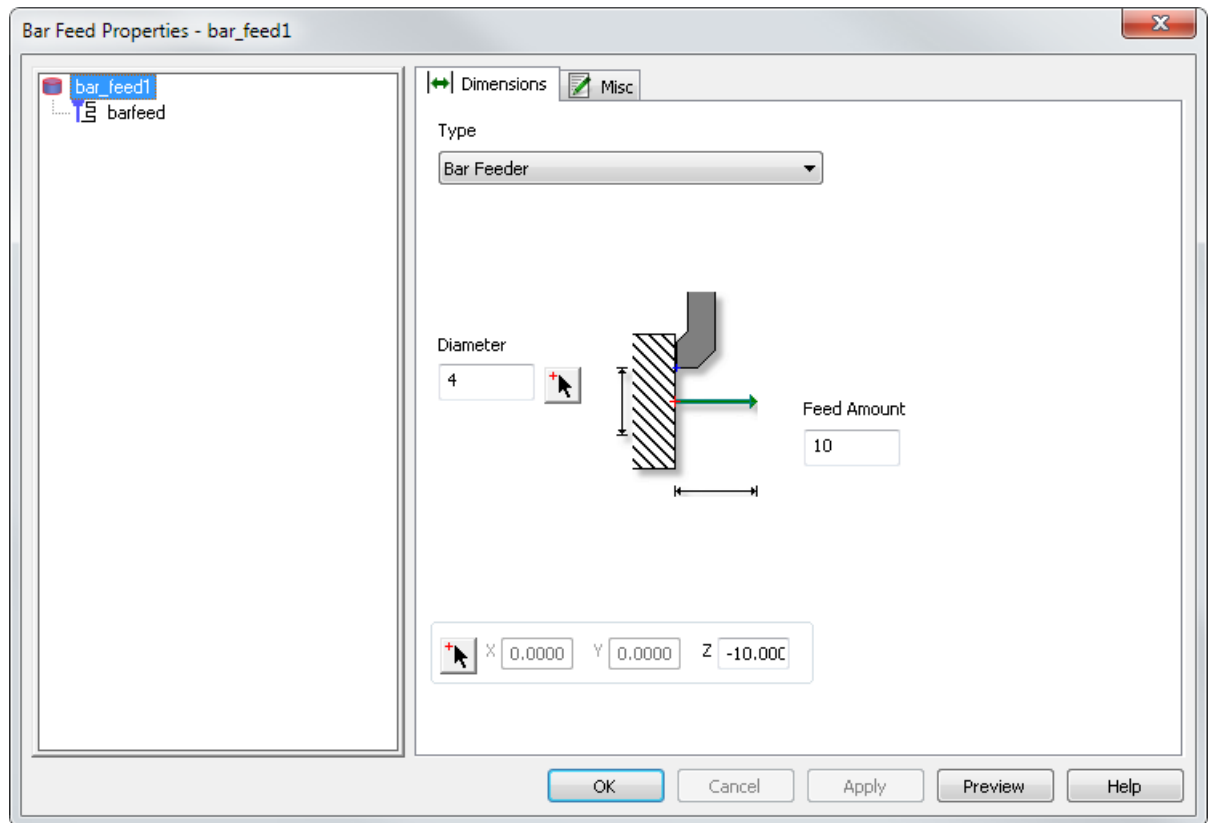 Bar Feed Properties - bar_feed1
X
bar_feed1
barfeed
Dimensions Misc
Type
Bar Feeder
Diameter
4
Feed Amount
10
X 0.0000 Y 0.0000 Z -10.000
OK Cancel Apply Preview Help